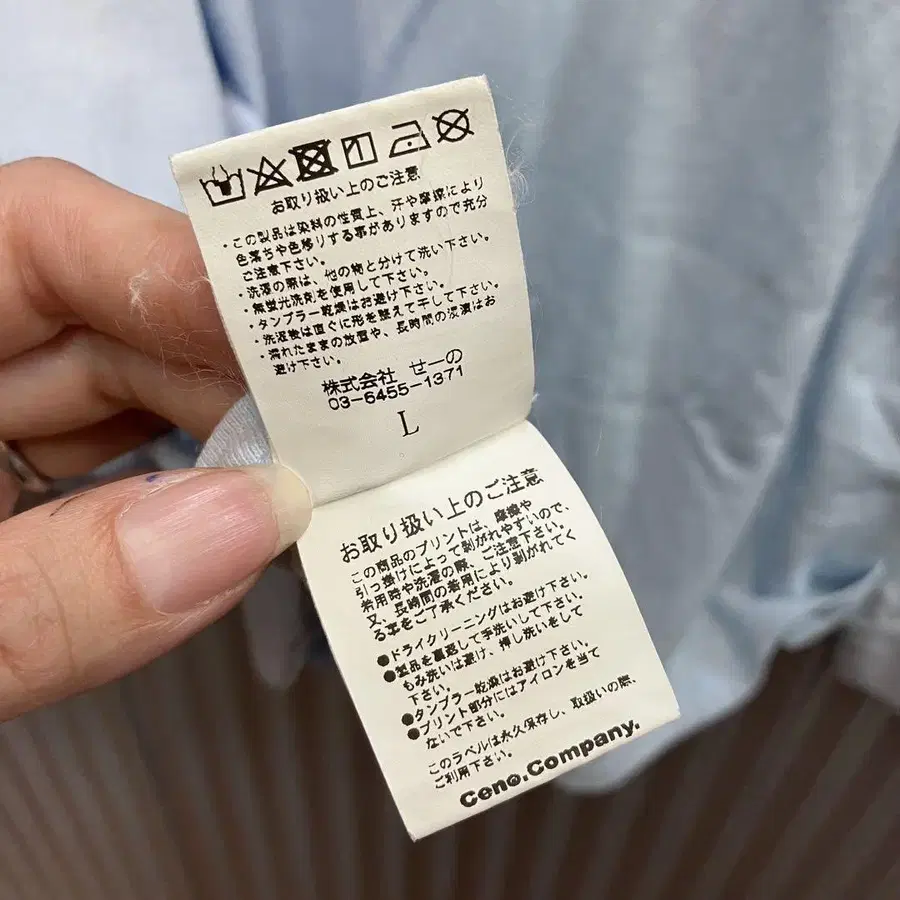 お取り扱い上のご注意
・この製品は染料の性質上、汗や摩擦により
色落ちや色移りする事がありますので充分
ご注意下さい。
・洗濯の際は、他の物と分けて洗い下さい。
・無蛍光洗剤を使用して下さい。
・タンブラー乾燥はお避け下さい。
・洗濯後は直ぐに形を整えて干して下さい。
・濡れたままの放置や、長時間の浸漬はお
避け下さい。
株式会社 せーの
03-6455-1371
L
お取り扱い上のご注意
この商品のプリントは、摩擦や
引っ掛けによって剥がれやすいので、
着用時や洗濯の際、ご注意下さい。
又、長時間の着用により剥がれてく
る事をご了承ください。
●ドライクリーニングはお避け下さい。
●製品を裏返して手洗いして下さい。
もみ洗いは避け、押し洗いをして
下さい。
●タンブラー乾燥はお避け下さい。
●プリント部分にはアイロンを当て
ないで下さい。
このラベルは永久保存し、取扱いの際、
ご利用下さい。
Ceno.Company.